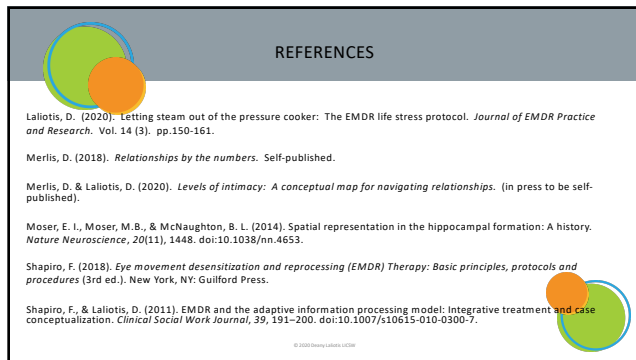 REFERENCES
Laliotis, D. (2020). Letting steam out of the pressure cooker: The EMDR life stress protocol. Journal of EMDR Practice
and Research. Vol. 14 (3). pp.150-161.
Merlis, D. (2018). Relationships by the numbers. Self-published.
Merlis, D. & Laliotis, D. (2020). Levels of intimacy: A conceptual map for navigating relationships. (in press to be self-
published).
Moser, E. I., Moser, M.B., & McNaughton, B. L. (2014). Spatial representation in the hippocampal formation: A history.
Nature Neuroscience, 20(11), 1448. doi:10.1038/nn.4653.
Shapiro, F. (2018). Eye movement desensitization and reprocessing (EMDR) Therapy: Basic principles, protocols and
procedures (3rd ed.). New York, NY: Guilford Press.
Shapiro, F., & Laliotis, D. (2011). EMDR and the adaptive information processing model: Integrative treatment and case
conceptualization. Clinical Social Work Journal, 39, 191–200. doi:10.1007/s10615-010-0300-7.
© 2020 Deany Laliotis LICSW